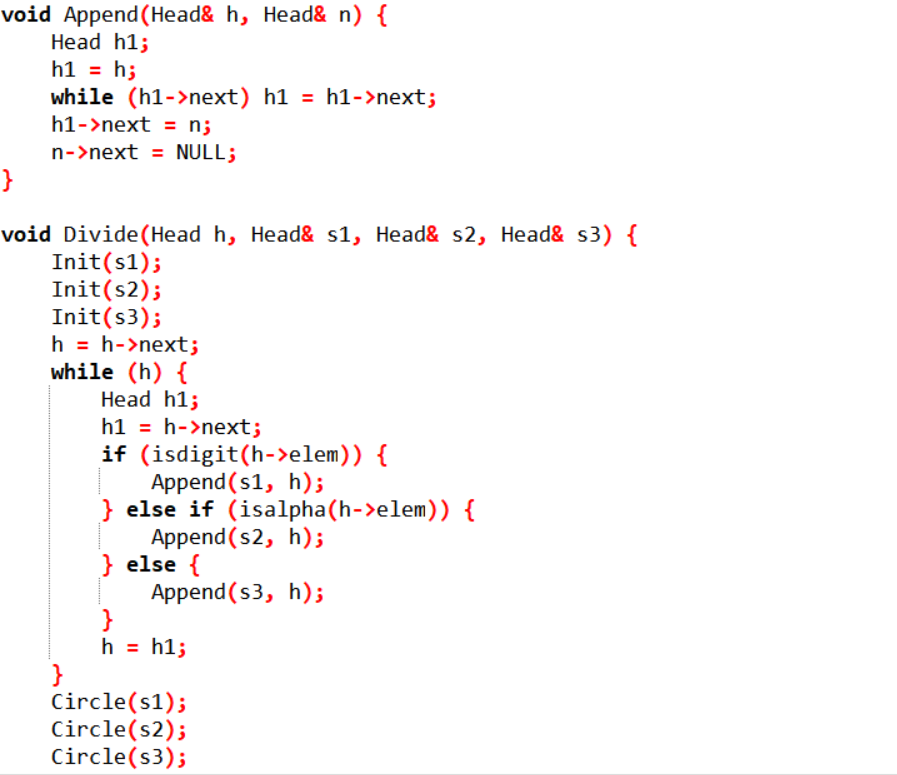 void Append(Head& h, Head& n) {
    Head h1;
    h1 = h;
    while (h1->next) h1 = h1->next;
    h1->next = n;
    n->next = NULL;
}

void Divide(Head h, Head& s1, Head& s2, Head& s3) {
    Init(s1);
    Init(s2);
    Init(s3);
    h = h->next;
    while (h) {
        Head h1;
        h1 = h->next;
        if (isdigit(h->elem)) {
            Append(s1, h);
        } else if (isalpha(h->elem)) {
            Append(s2, h);
        } else {
            Append(s3, h);
        }
        h = h1;
    }
    Circle(s1);
    Circle(s2);
    Circle(s3);